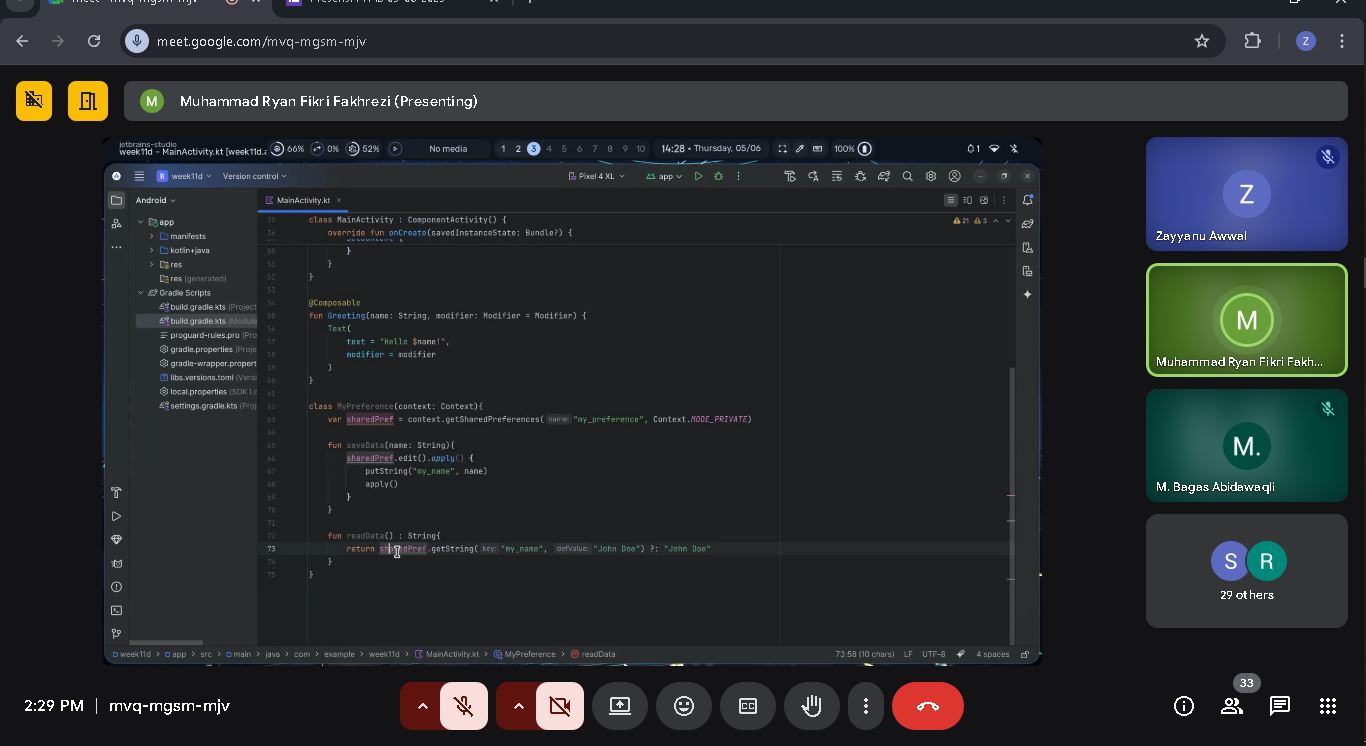 meet.google.com/mvq-mgsm-mjv
Z
M
Muhammad Ryan Fikri Fakhrezi (Presenting)
jetbrains-studio
week11d – MainActivity.kt [week11d.a
66%
0%
52%
No media
1 2 3 4 5 6 7 8 9 10
14:28 • Thursday, 05/06
100%
1
W
week11d
Version control
Pixel 4 XL
app
Android
MainActivity.kt
app
manifests
kotlin+java
res
res (generated)
Gradle Scripts
build.gradle.kts (Project
build.gradle.kts (Module
proguard-rules.pro (Pro
gradle.properties (Proje
gradle-wrapper.propert
libs.versions.toml (Versi
local.properties (SDK Lo
settings.gradle.kts (Proj
21 3
35 class MainActivity : ComponentActivity() {
36 override fun onCreate(savedInstanceState: Bundle?) {
50 }
51 }
52 }
53
54 @Composable
55 fun Greeting(name: String, modifier: Modifier = Modifier) {
56 Text(
57 text = "Hello $name!",
58 modifier = modifier
59 )
60 }
61
62 class MyPreference(context: Context){
63 var sharedPref = context.getSharedPreferences( name: "my_preference", Context.MODE_PRIVATE)
64
65 fun saveData(name: String){
66 sharedPref.edit().apply() {
67 putString("my_name", name)
68 apply()
69 }
70 }
71
72 fun readData() : String{
73 return sharedPref.getString( key: "my_name", defValue: "John Doe") ?: "John Doe"
74 }
75 }
week11d > app > src > main > java > com > example > week11d > MainActivity.kt > MyPreference > readData
73:58 (10 chars) LF UTF-8 4 spaces
Z
Zayyanu Awwal
M
Muhammad Ryan Fikri Fakh...
M.
M. Bagas Abidawaqli
S R
29 others
2:29 PM | mvq-mgsm-mjv
CC
33